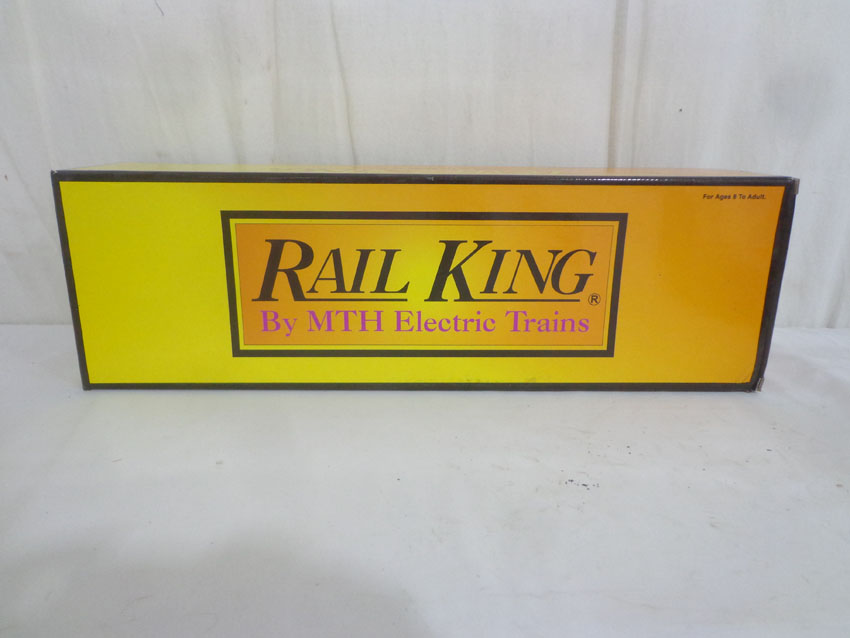 For Ages 8 To Adult.
RAIL KING®
By MTH Electric Trains